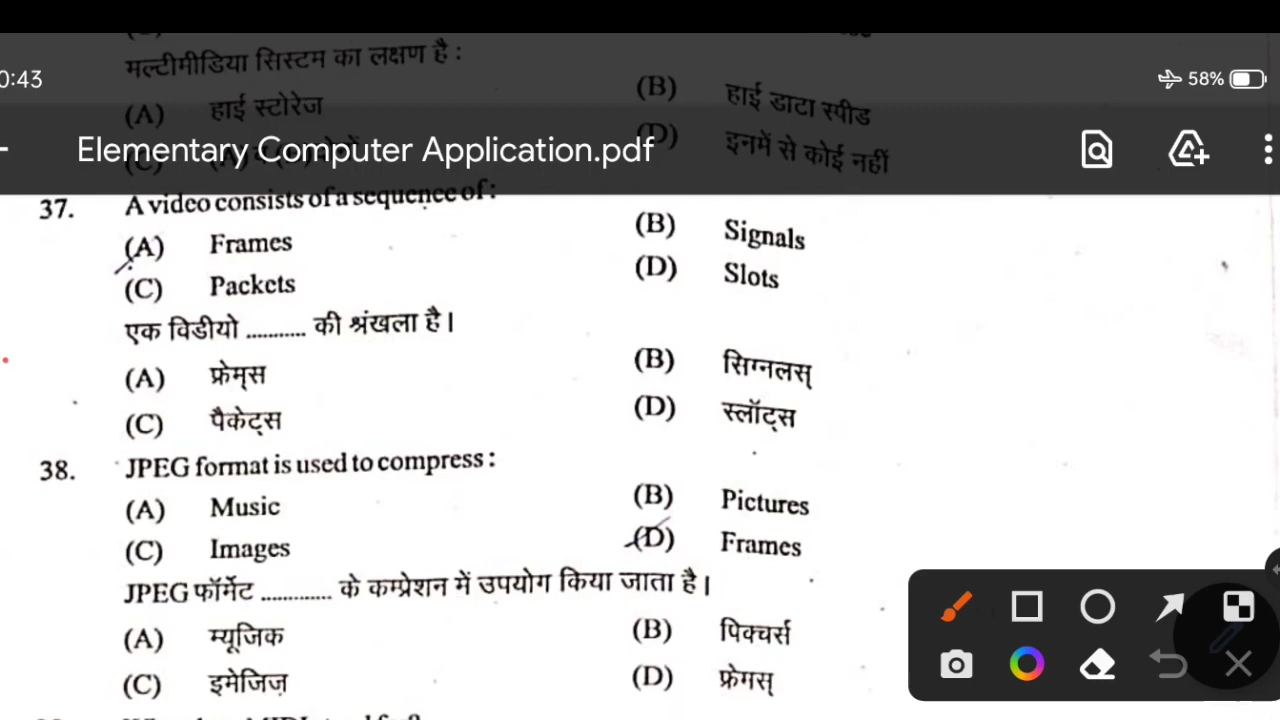 मल्टीमीडिया सिस्टम का लक्षण है :
0:43
58%
(A) हाई स्टोरेज (B) हाई डाटा स्पीड
Elementary Computer Application.pdf
(D) इनमें से कोई नहीं
37. A video consists of a sequence of :
(A) Frames (B) Signals
(C) Packets (D) Slots
एक विडीयो ........... की श्रंखला है।
(A) फ्रेम्स (B) सिग्नलस्
(C) पैकेट्स (D) स्लॉट्स
38. JPEG format is used to compress :
(A) Music (B) Pictures
(C) Images (D) Frames
JPEG फॉर्मेट ............. के कम्प्रेशन में उपयोग किया जाता है।
(A) म्यूजिक (B) पिक्चर्स
(C) इमेजिज़ (D) फ्रेगस्